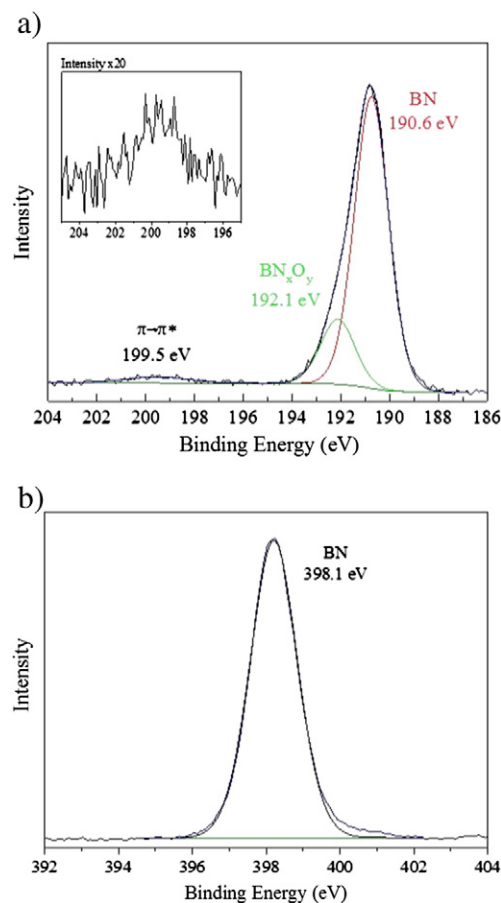 a)
Intensity x20
204 202 200 198 196
BN
190.6 eV
BNxOy
192.1 eV
π→π*
199.5 eV
Intensity
204 202 200 198 196 194 192 190 188 186
Binding Energy (eV)
b)
BN
398.1 eV
Intensity
392 394 396 398 400 402 404
Binding Energy (eV)